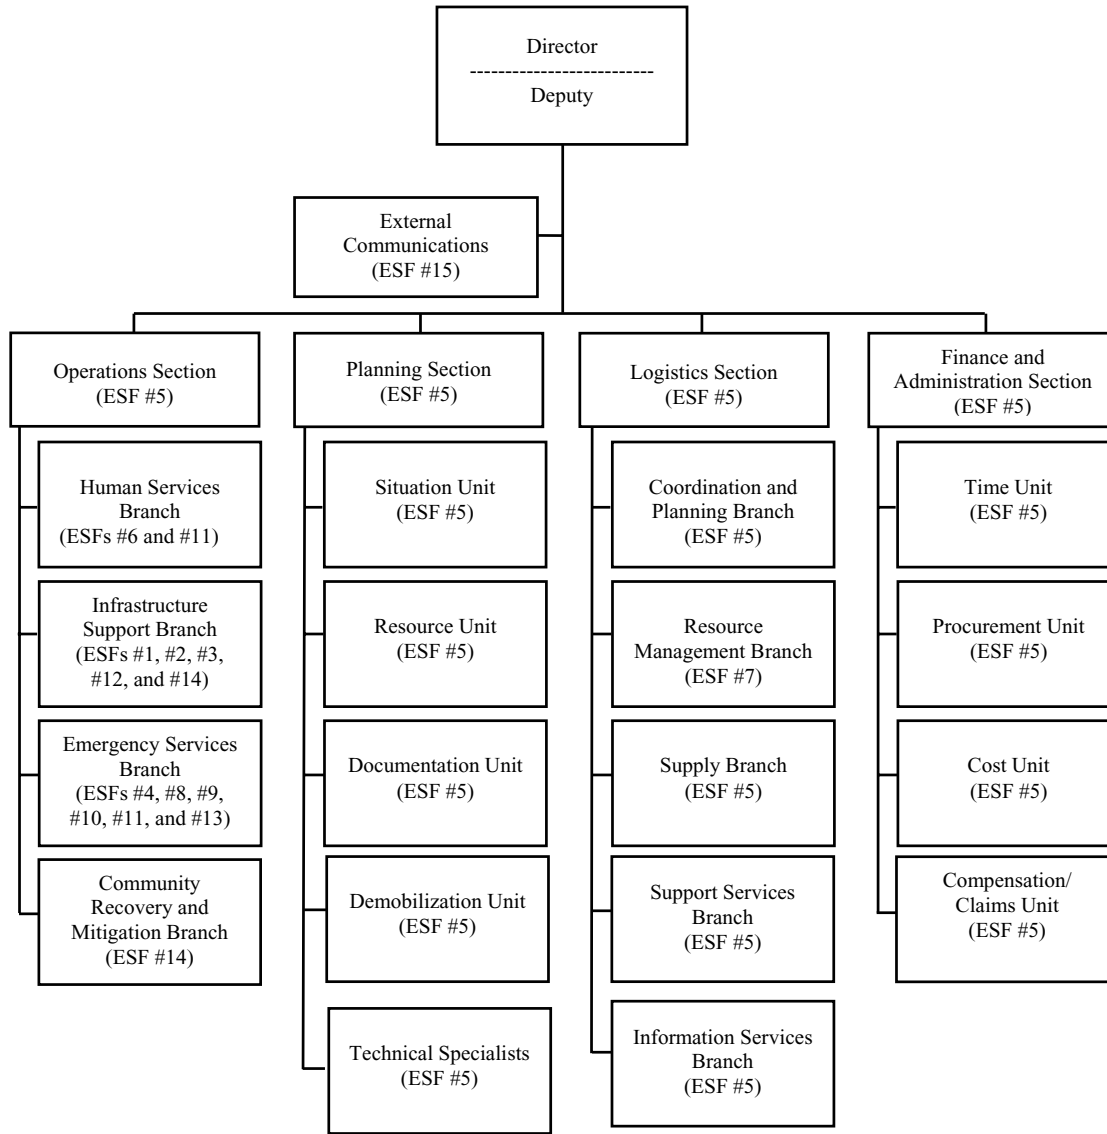 Director
------------------------------
Deputy
External
Communications
(ESF #15)
Operations Section
(ESF #5)
Human Services
Branch
(ESFs #6 and #11)
Infrastructure
Support Branch
(ESFs #1, #2, #3,
#12, and #14)
Emergency Services
Branch
(ESFs #4, #8, #9,
#10, #11, and #13)
Community
Recovery and
Mitigation Branch
(ESF #14)
Planning Section
(ESF #5)
Situation Unit
(ESF #5)
Resource Unit
(ESF #5)
Documentation Unit
(ESF #5)
Demobilization Unit
(ESF #5)
Technical Specialists
(ESF #5)
Logistics Section
(ESF #5)
Coordination and
Planning Branch
(ESF #5)
Resource
Management Branch
(ESF #7)
Supply Branch
(ESF #5)
Support Services
Branch
(ESF #5)
Information Services
Branch
(ESF #5)
Finance and
Administration Section
(ESF #5)
Time Unit
(ESF #5)
Procurement Unit
(ESF #5)
Cost Unit
(ESF #5)
Compensation/
Claims Unit
(ESF #5)